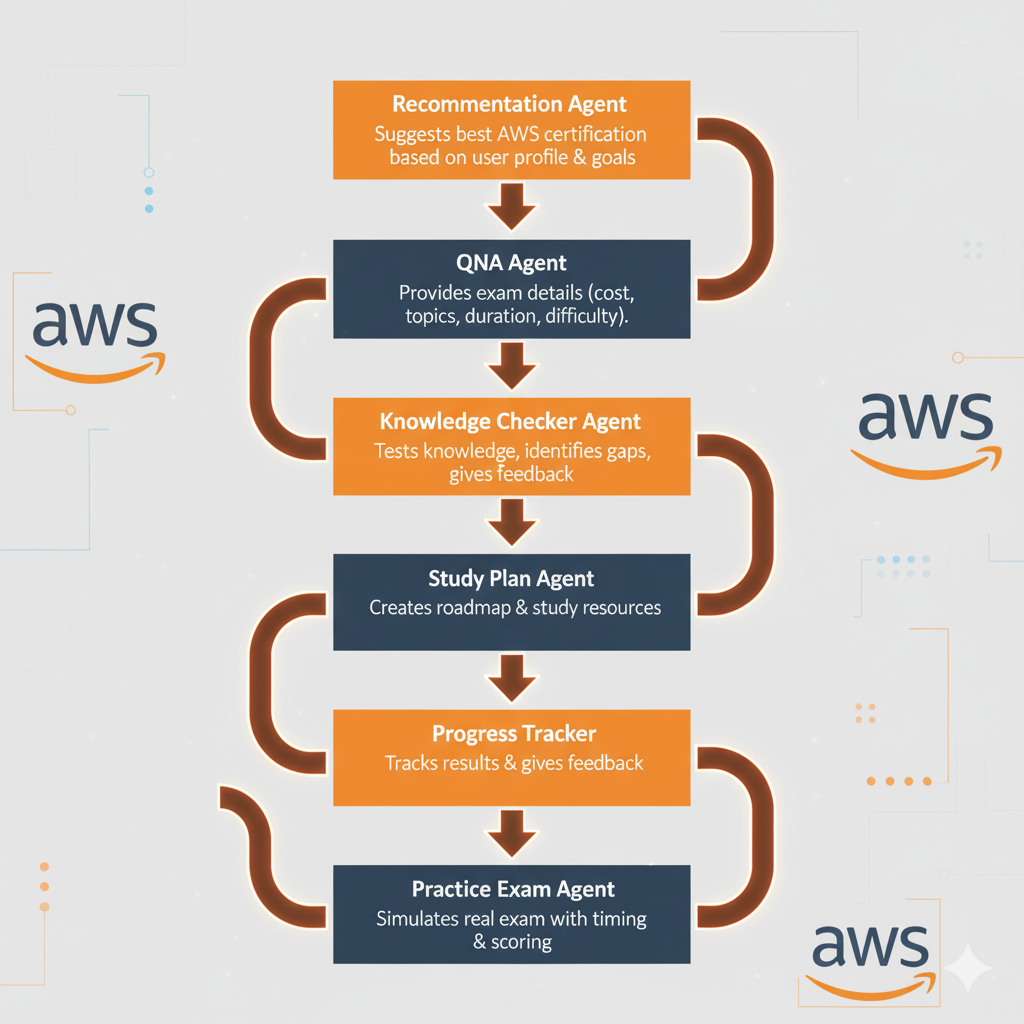 Recommentation Agent
Suggests best AWS certification
based on user profile & goals
QNA Agent
Provides exam details (cost,
topics, duration, difficulty).
aws
Knowledge Checker Agent
Tests knowledge, identifies gaps,
gives feedback
aws
Study Plan Agent
Creates roadmap & study resources
Progress Tracker
Tracks results & gives feedback
Practice Exam Agent
Simulates real exam with timing
& scoring
aws